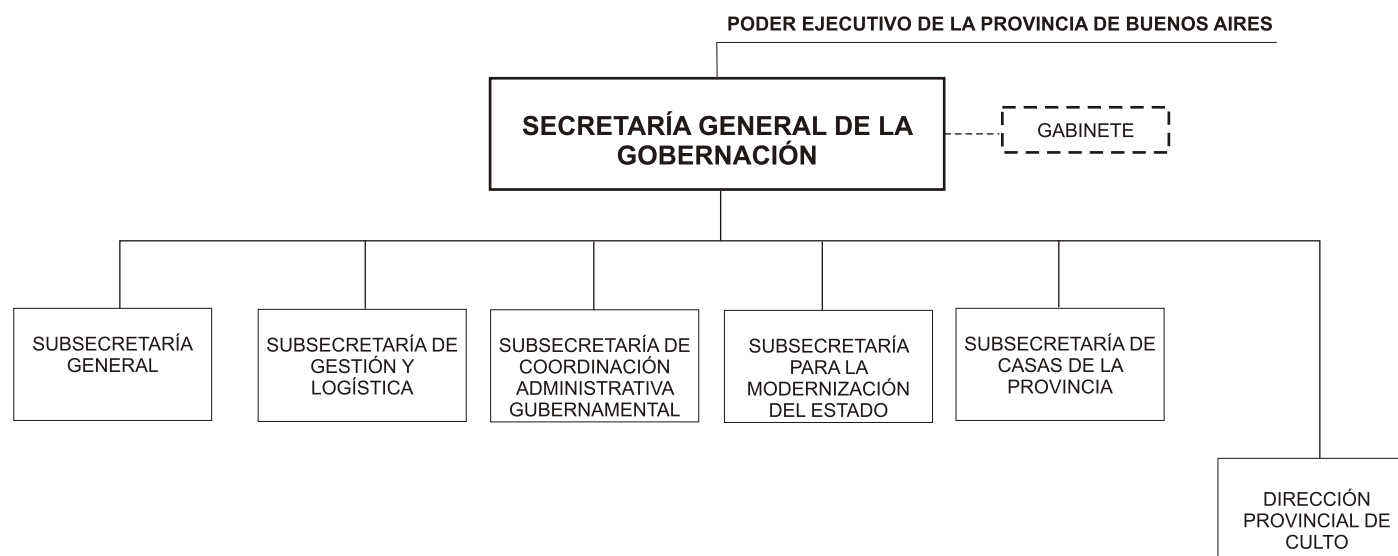 PODER EJECUTIVO DE LA PROVINCIA DE BUENOS AIRES
SECRETARÍA GENERAL DE LA
GOBERNACIÓN
GABINETE
SUBSECRETARÍA
GENERAL
SUBSECRETARÍA DE
GESTIÓN Y
LOGÍSTICA
SUBSECRETARÍA DE
COORDINACIÓN
ADMINISTRATIVA
GUBERNAMENTAL
SUBSECRETARÍA
PARA LA
MODERNIZACIÓN
DEL ESTADO
SUBSECRETARÍA DE
CASAS DE LA
PROVINCIA
DIRECCIÓN
PROVINCIAL DE
CULTO